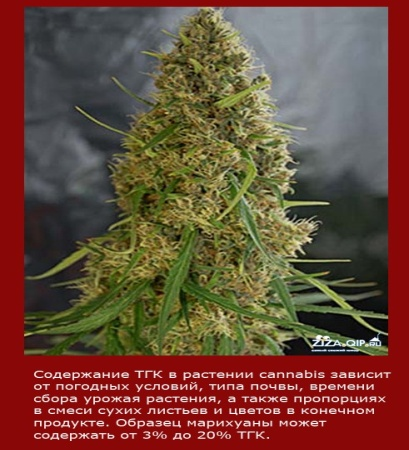 ZIZA.QIP.RU
Содержание ТГК в растении cannabis зависит
от погодных условий, типа почвы, времени
сбора урожая растения, а также пропорциях
в смеси сухих листьев и цветов в конечном
продукте. Образец марихуаны может
содержать от 3% до 20% ТГК.